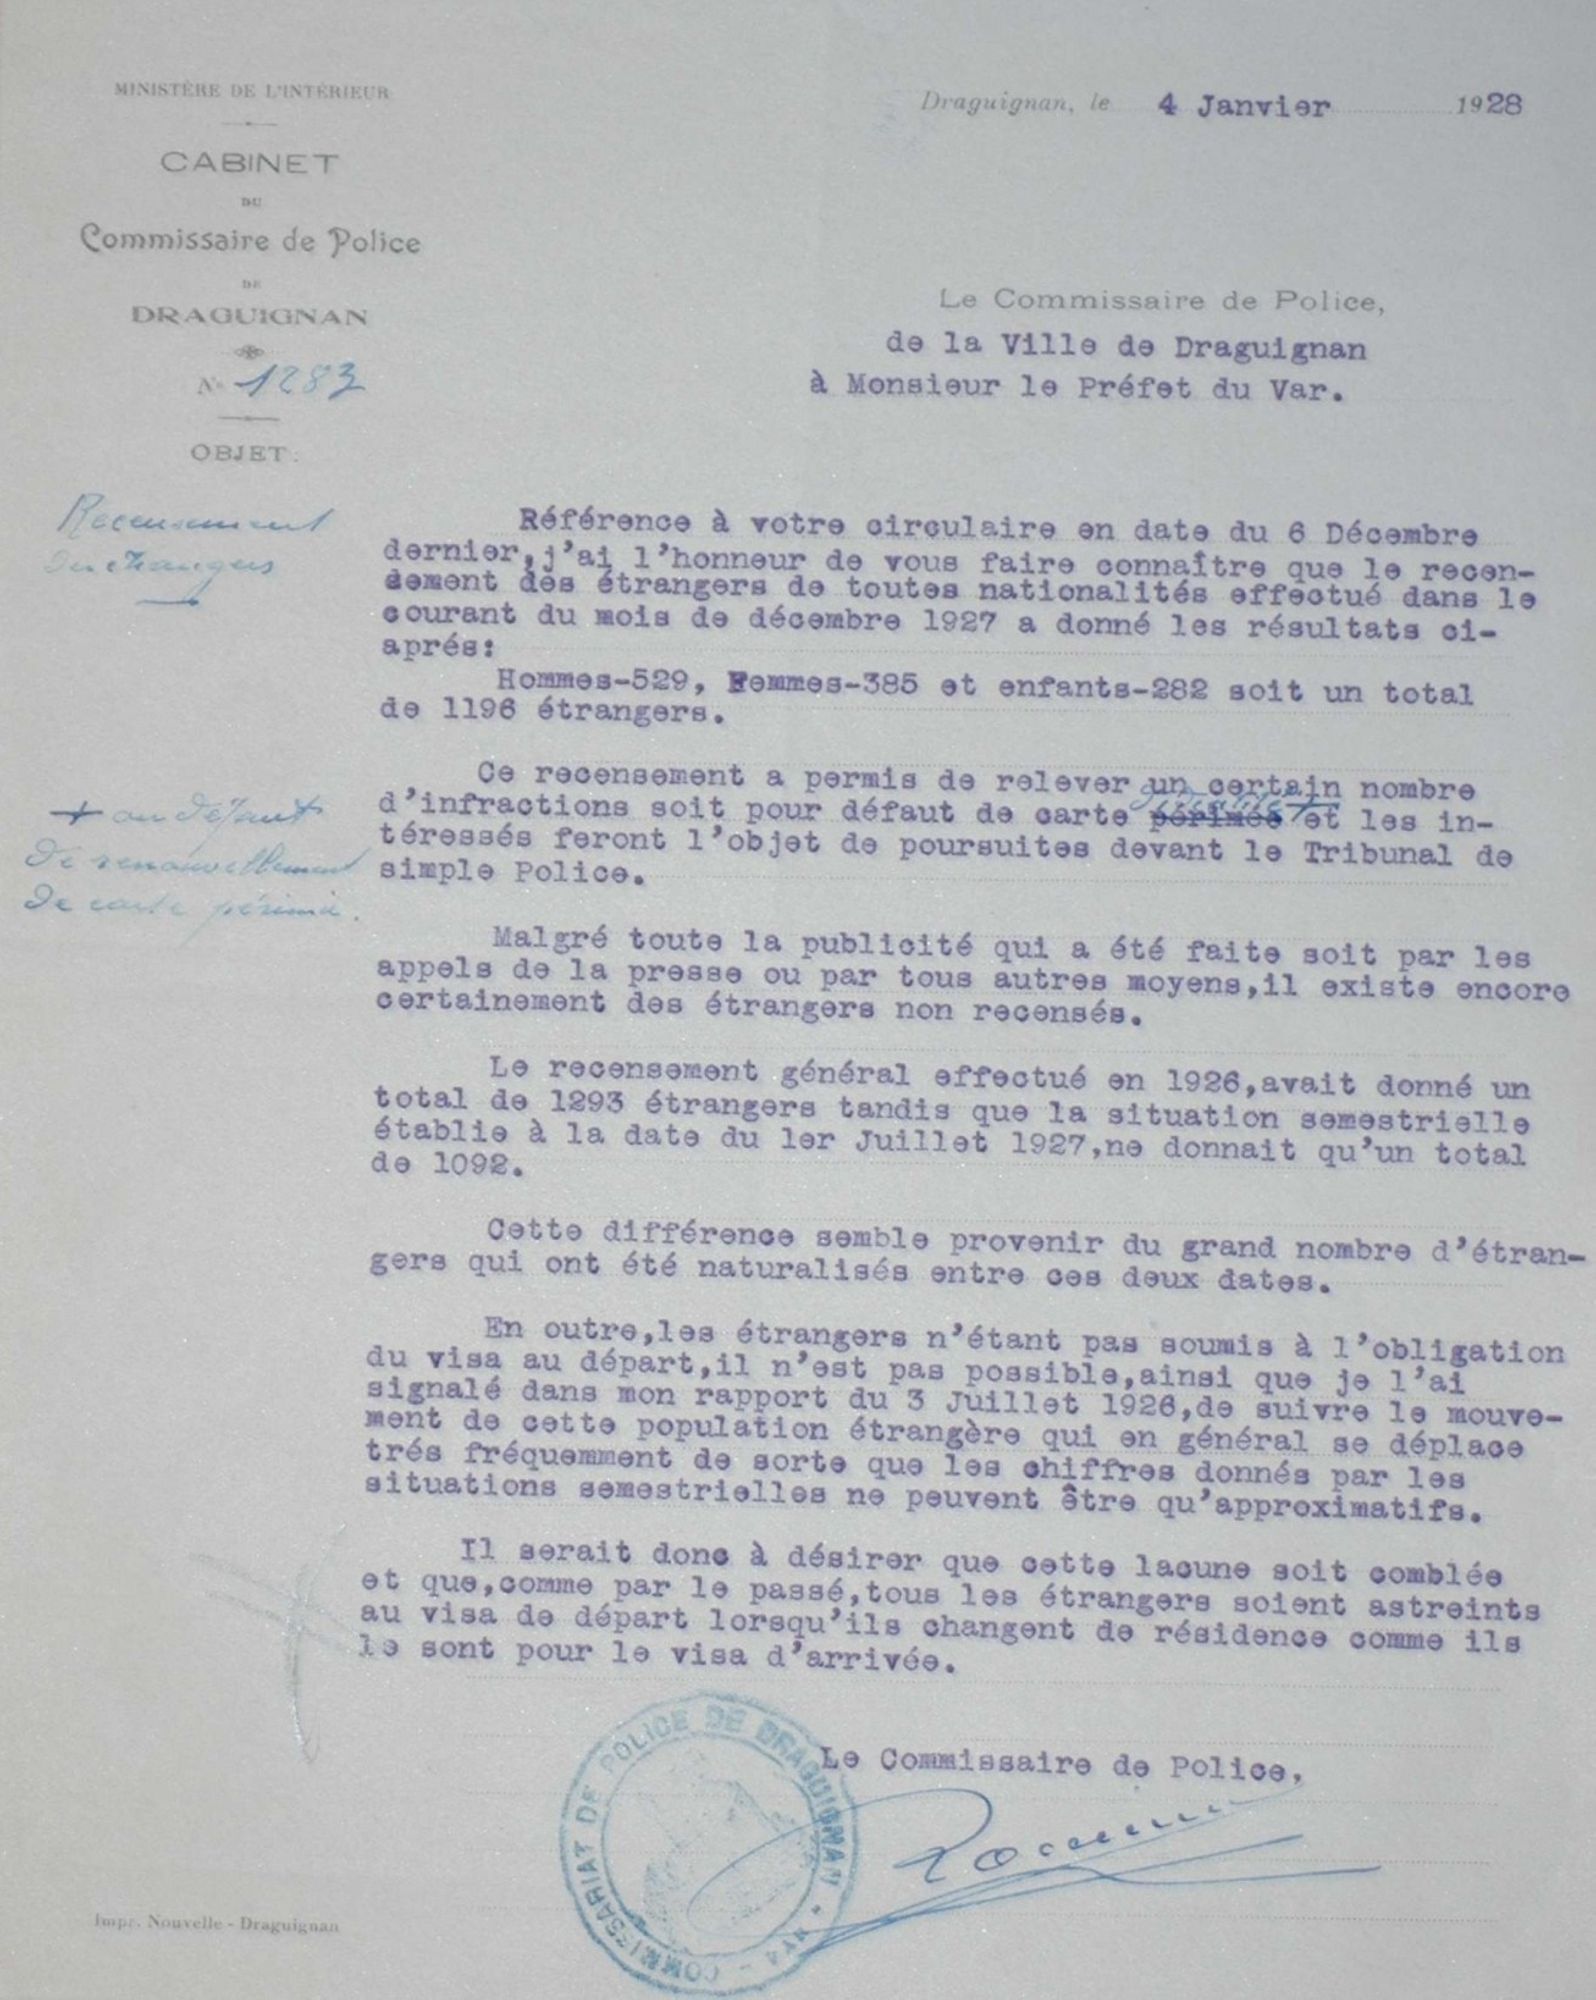 MINISTÈRE DE L'INTÉRIEUR
CABINET
DU
Commissaire de Police
DE
DRAGUIGNAN
N° 1283
OBJET:
Recensement
des étrangers
Draguignan, le 4 Janvier 1928
Le Commissaire de Police,
de la Ville de Draguignan
à Monsieur le Préfet du Var.
Référence à votre circulaire en date du 6 Décembre
dernier,j'ai l'honneur de vous faire connaître que le recen-
sement des étrangers de toutes nationalités effectué dans le
courant du mois de décembre 1927 a donné les résultats ci-
aprés:
Hommes-529, Femmes-385 et enfants-282 soit un total
de 1196 étrangers.
Ce recensement a permis de relever un certain nombre
d'infractions soit pour défaut de carte périmée et les in-
téressés feront l'objet de poursuites devant le Tribunal de
simple Police.
+ ou défaut
de renouvellement
de carte périmée.
Malgré toute la publicité qui a été faite soit par les
appels de la presse ou par tous autres moyens,il existe encore
certainement des étrangers non recensés.
Le recensement général effectué en 1926,avait donné un
total de 1293 étrangers tandis que la situation semestrielle
établie à la date du 1er Juillet 1927,ne donnait qu'un total
de 1092.
Cette différence semble provenir du grand nombre d'étran-
gers qui ont été naturalisés entre ces deux dates.
En outre,les étrangers n'étant pas soumis à l'obligation
du visa au départ,il n'est pas possible,ainsi que je l'ai
signalé dans mon rapport du 3 Juillet 1926,de suivre le mouve-
ment de cette population étrangère qui en général se déplace
trés fréquemment de sorte que les chiffres donnés par les
situations semestrielles ne peuvent être qu'approximatifs.
Il serait donc à désirer que cette lacune soit comblée
et que,comme par le passé,tous les étrangers soient astreints
au visa de départ lorsqu'ils changent de résidence comme ils
le sont pour le visa d'arrivée.
Le Commissaire de Police,
COMMISSARIAT DE POLICE DE DRAGUIGNAN - VAR -
Impr. Nouvelle - Draguignan